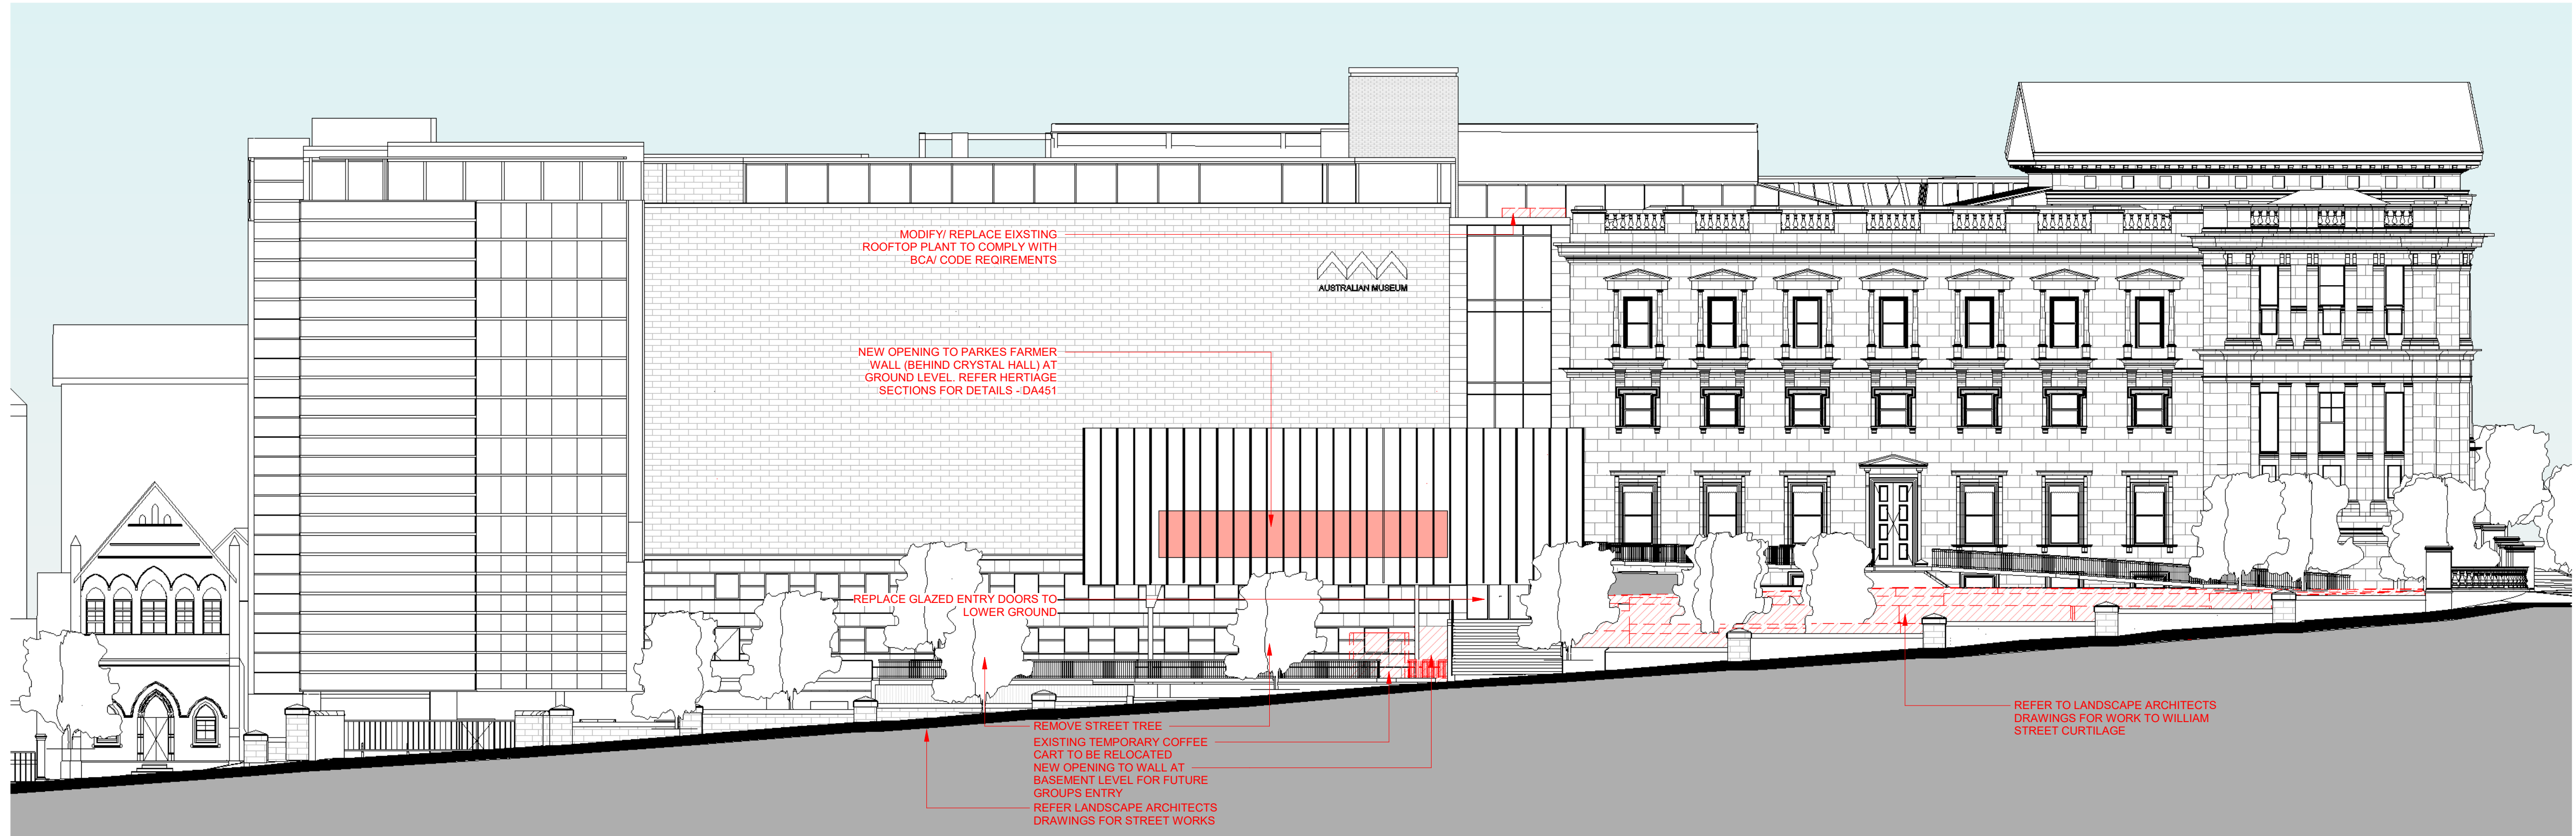 MODIFY/ REPLACE EIXSTING
ROOFTOP PLANT TO COMPLY WITH
BCA/ CODE REQIREMENTS
AUSTRALIAN MUSEUM
NEW OPENING TO PARKES FARMER
WALL (BEHIND CRYSTAL HALL) AT
GROUND LEVEL. REFER HERTIAGE
SECTIONS FOR DETAILS - DA451
REPLACE GLAZED ENTRY DOORS TO
LOWER GROUND
REMOVE STREET TREE
EXISTING TEMPORARY COFFEE
CART TO BE RELOCATED
NEW OPENING TO WALL AT
BASEMENT LEVEL FOR FUTURE
GROUPS ENTRY
REFER LANDSCAPE ARCHITECTS
DRAWINGS FOR STREET WORKS
REFER TO LANDSCAPE ARCHITECTS
DRAWINGS FOR WORK TO WILLIAM
STREET CURTILAGE